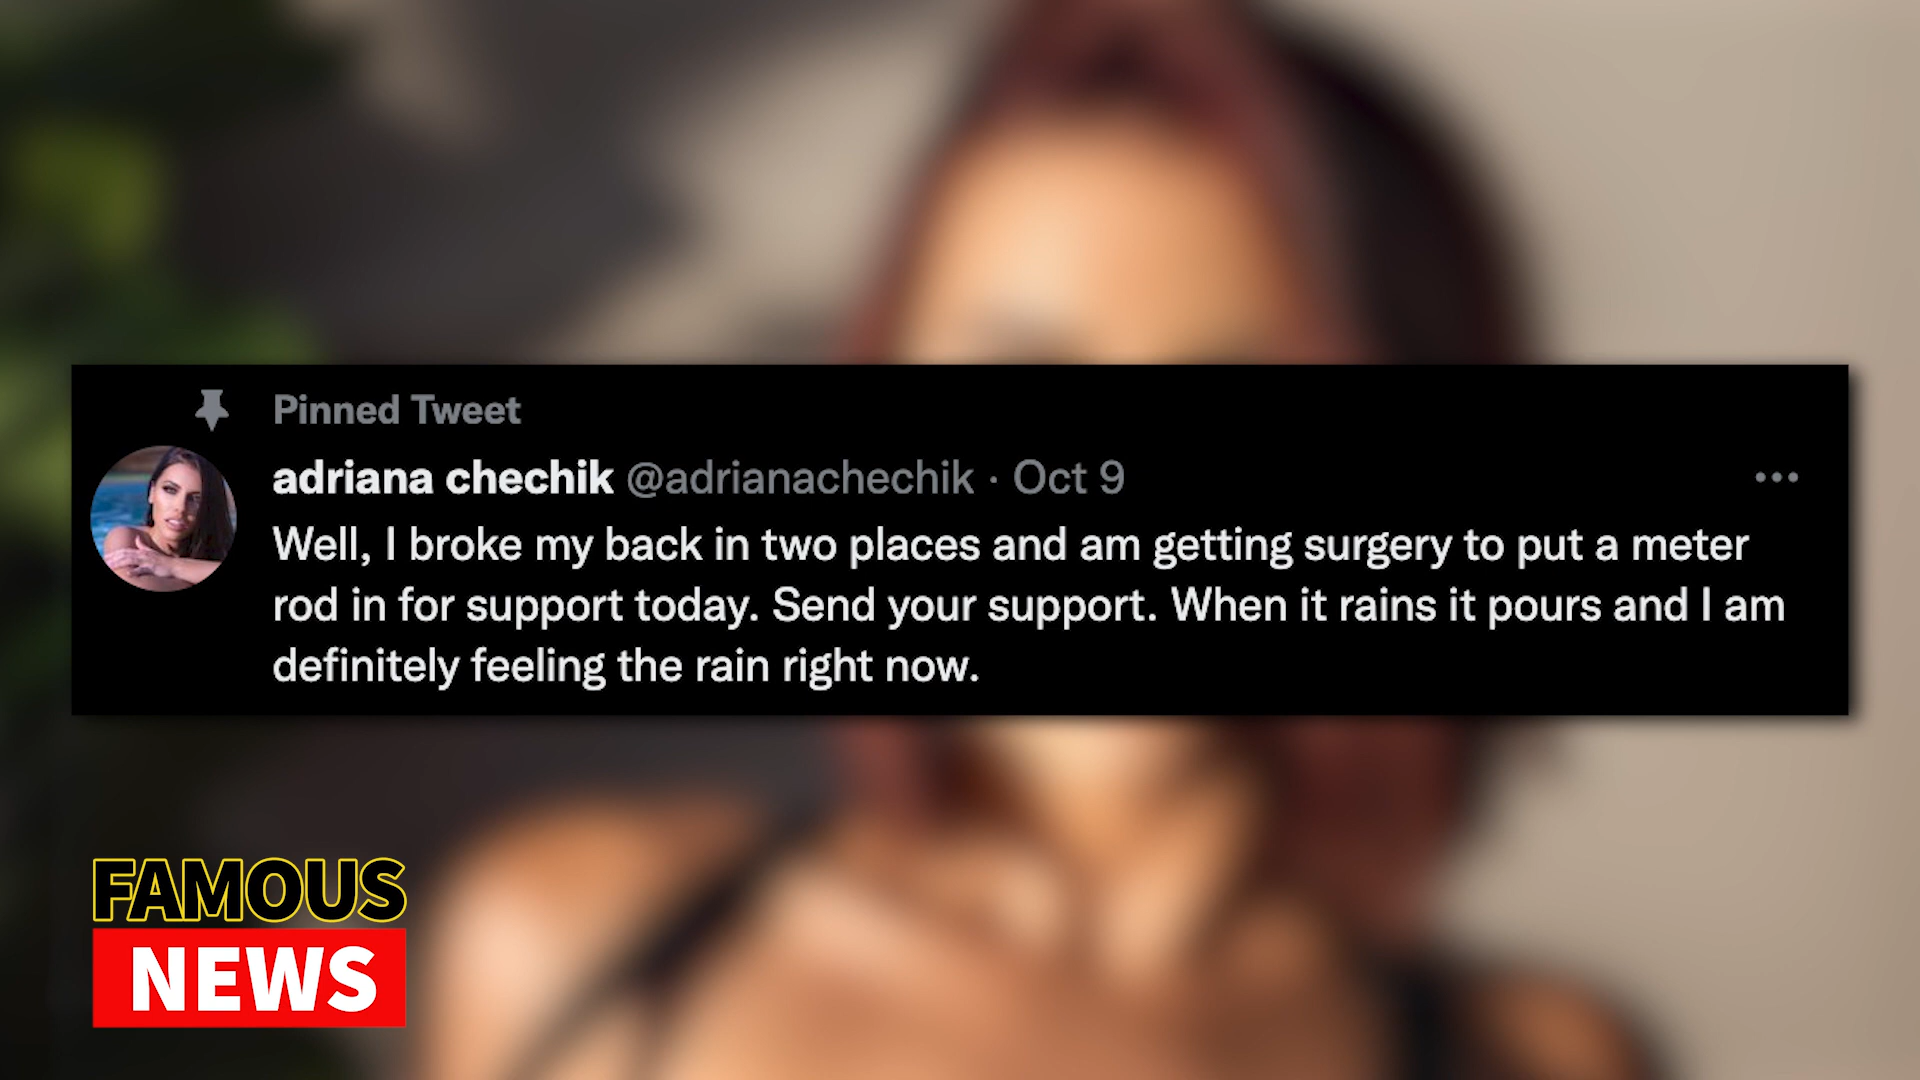 Pinned Tweet
adriana chechik @adrianachechik · Oct 9
Well, I broke my back in two places and am getting surgery to put a meter
rod in for support today. Send your support. When it rains it pours and I am
definitely feeling the rain right now.
FAMOUS
NEWS